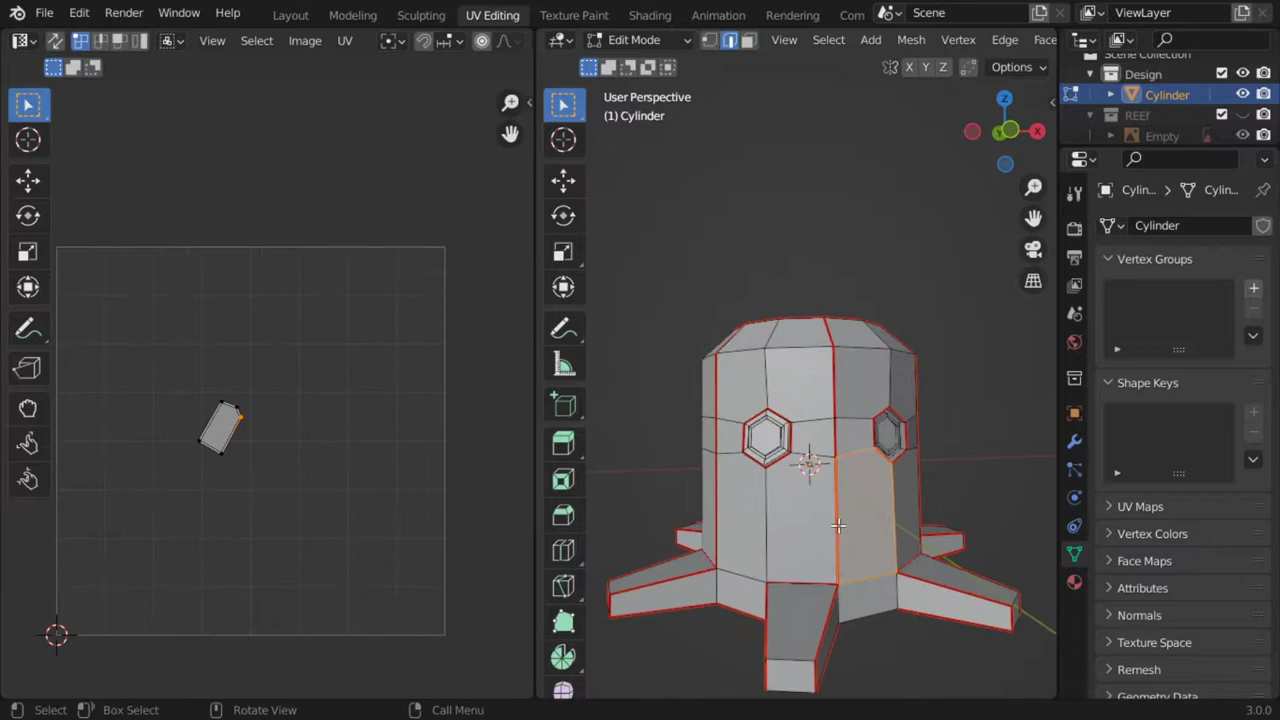 File Edit Render Window Help
Layout Modeling Sculpting UV Editing Texture Paint Shading Animation Rendering Com
Scene
ViewLayer
View Select Image UV
Edit Mode
View Select Add Mesh Vertex Edge Face
X Y Z
Options
User Perspective
(1) Cylinder
Z
Y
X
Scene Collection
Design
Cylinder
REEf
Empty
Cylin... > Cylin...
Cylinder
Vertex Groups
Shape Keys
UV Maps
Vertex Colors
Face Maps
Attributes
Normals
Texture Space
Remesh
Geometry Data
Select Box Select Rotate View Call Menu 3.0.0